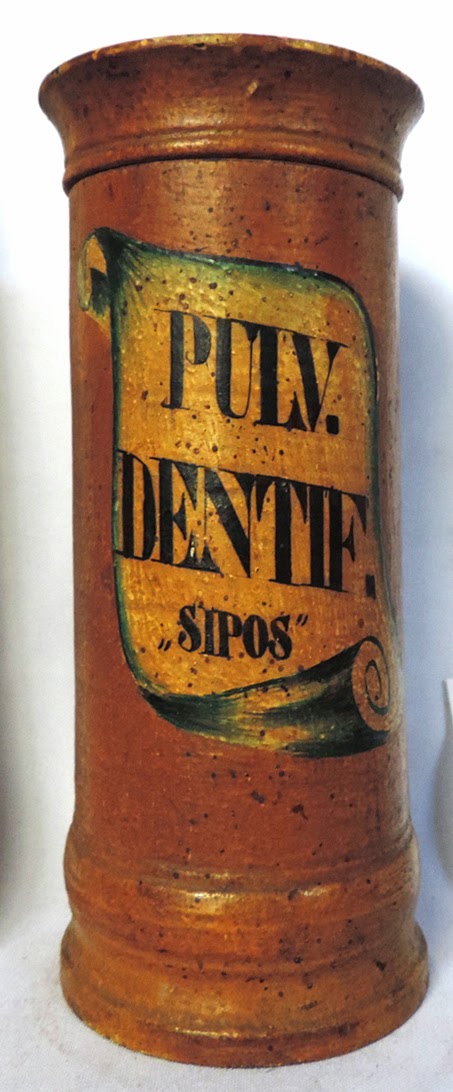 PULV.
DENTIF.
„SIPOS”